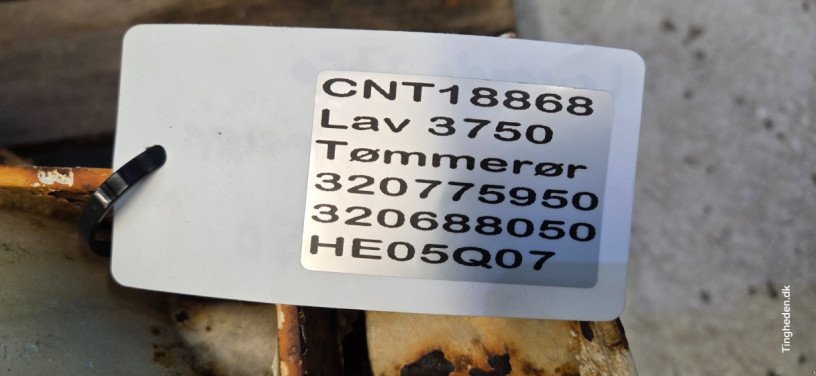 CNT18868
Lav 3750
Tømmerør
320775950
320688050
HE05Q07
Tingheden.dk